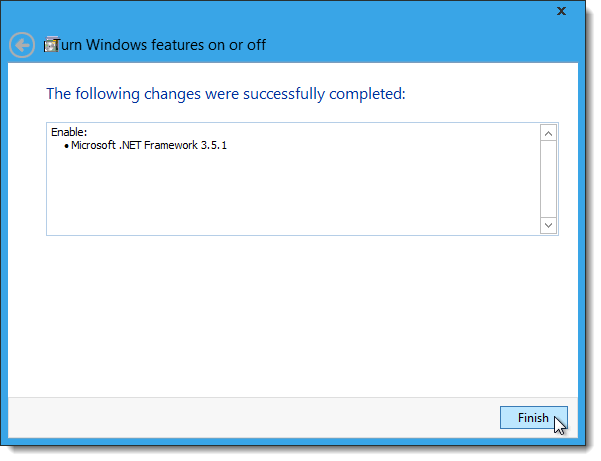 x
Turn Windows features on or off
The following changes were successfully completed:
Enable:
• Microsoft .NET Framework 3.5.1
Finish